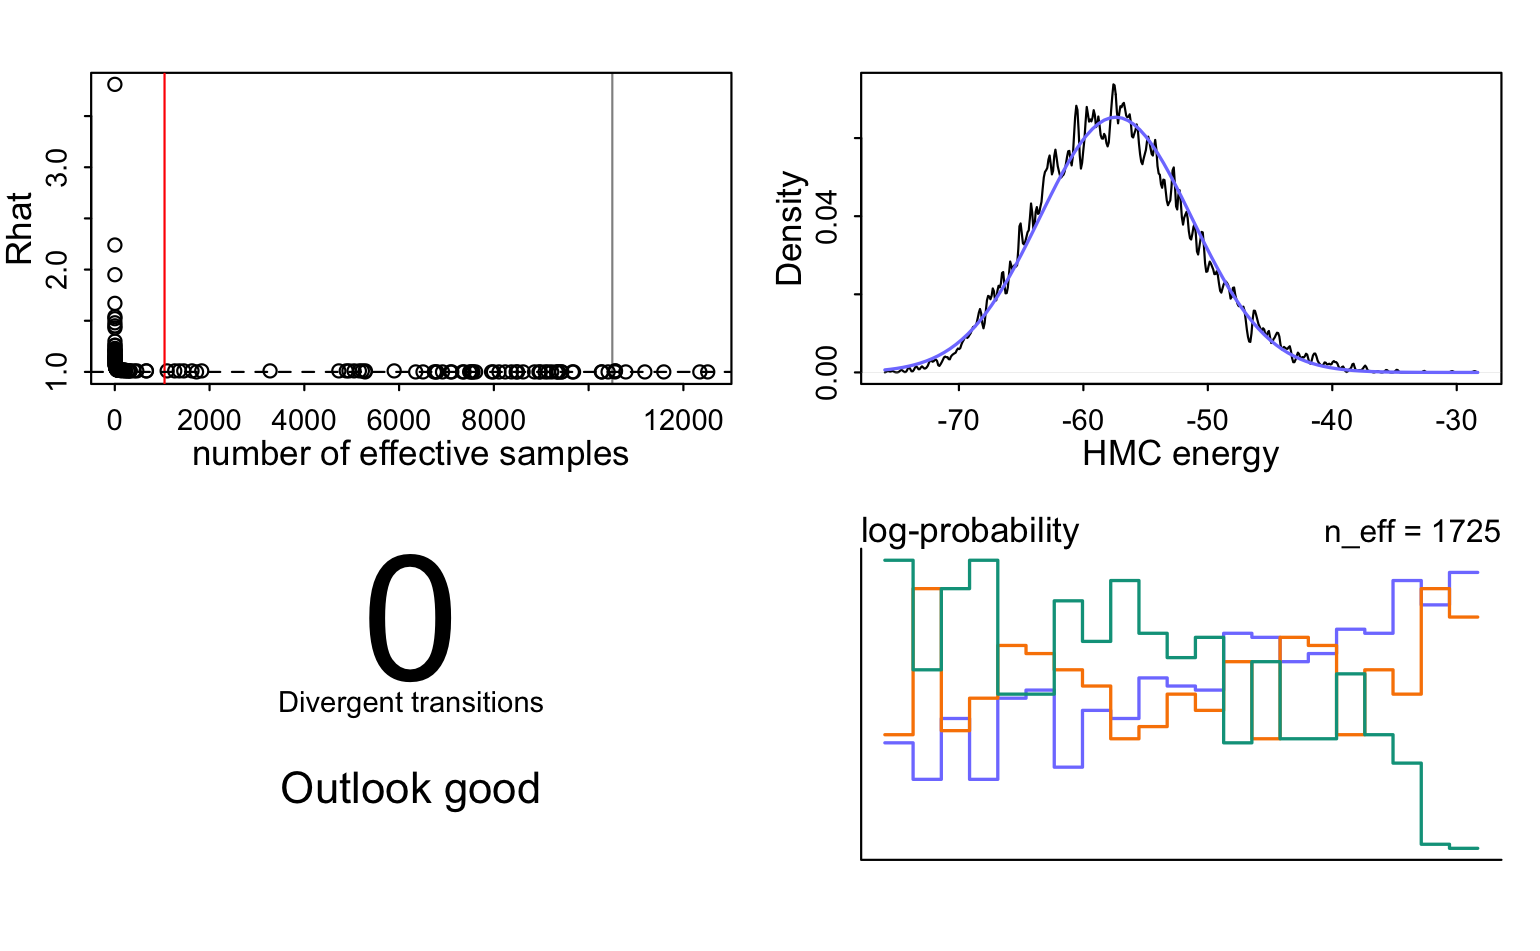 Rhat
1.0 2.0 3.0
0 2000 4000 6000 8000 12000
number of effective samples
Density
0.00 0.04
-70 -60 -50 -40 -30
HMC energy
0
Divergent transitions
Outlook good
log-probability n_eff = 1725